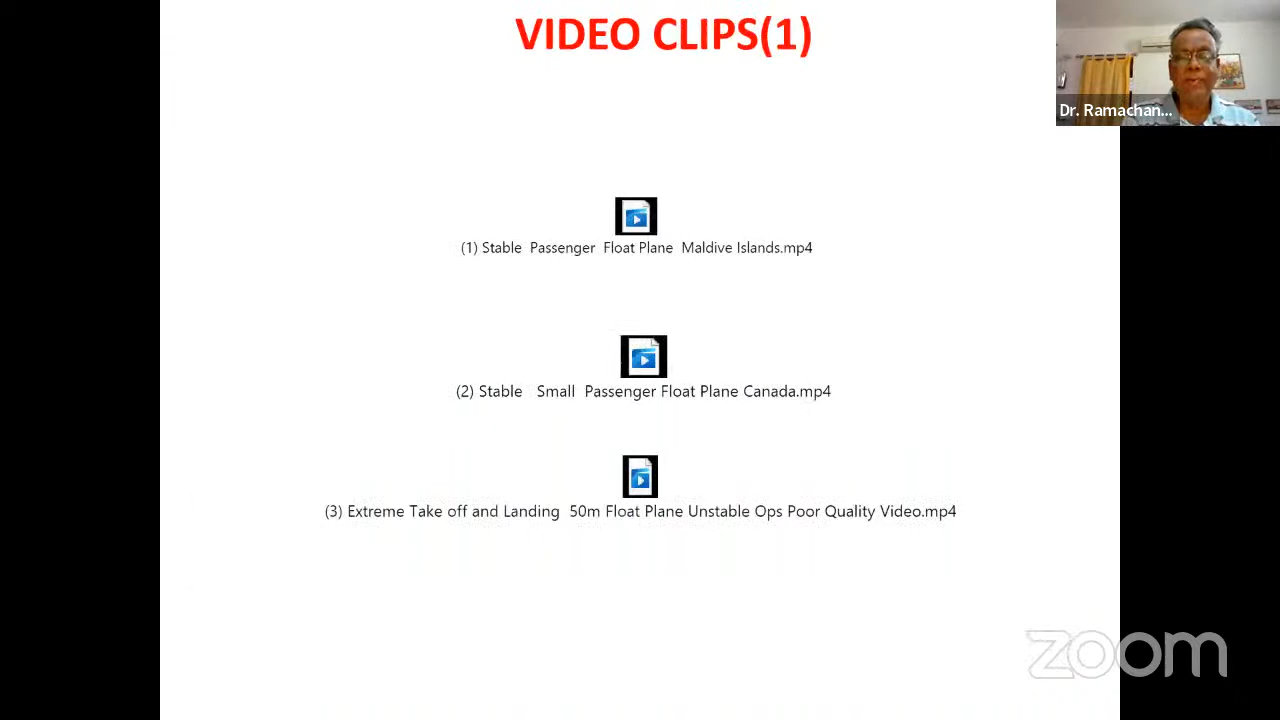 VIDEO CLIPS(1)
Dr. Ramachan...
(1) Stable Passenger Float Plane Maldive Islands.mp4
(2) Stable Small Passenger Float Plane Canada.mp4
(3) Extreme Take off and Landing 50m Float Plane Unstable Ops Poor Quality Video.mp4
zoom